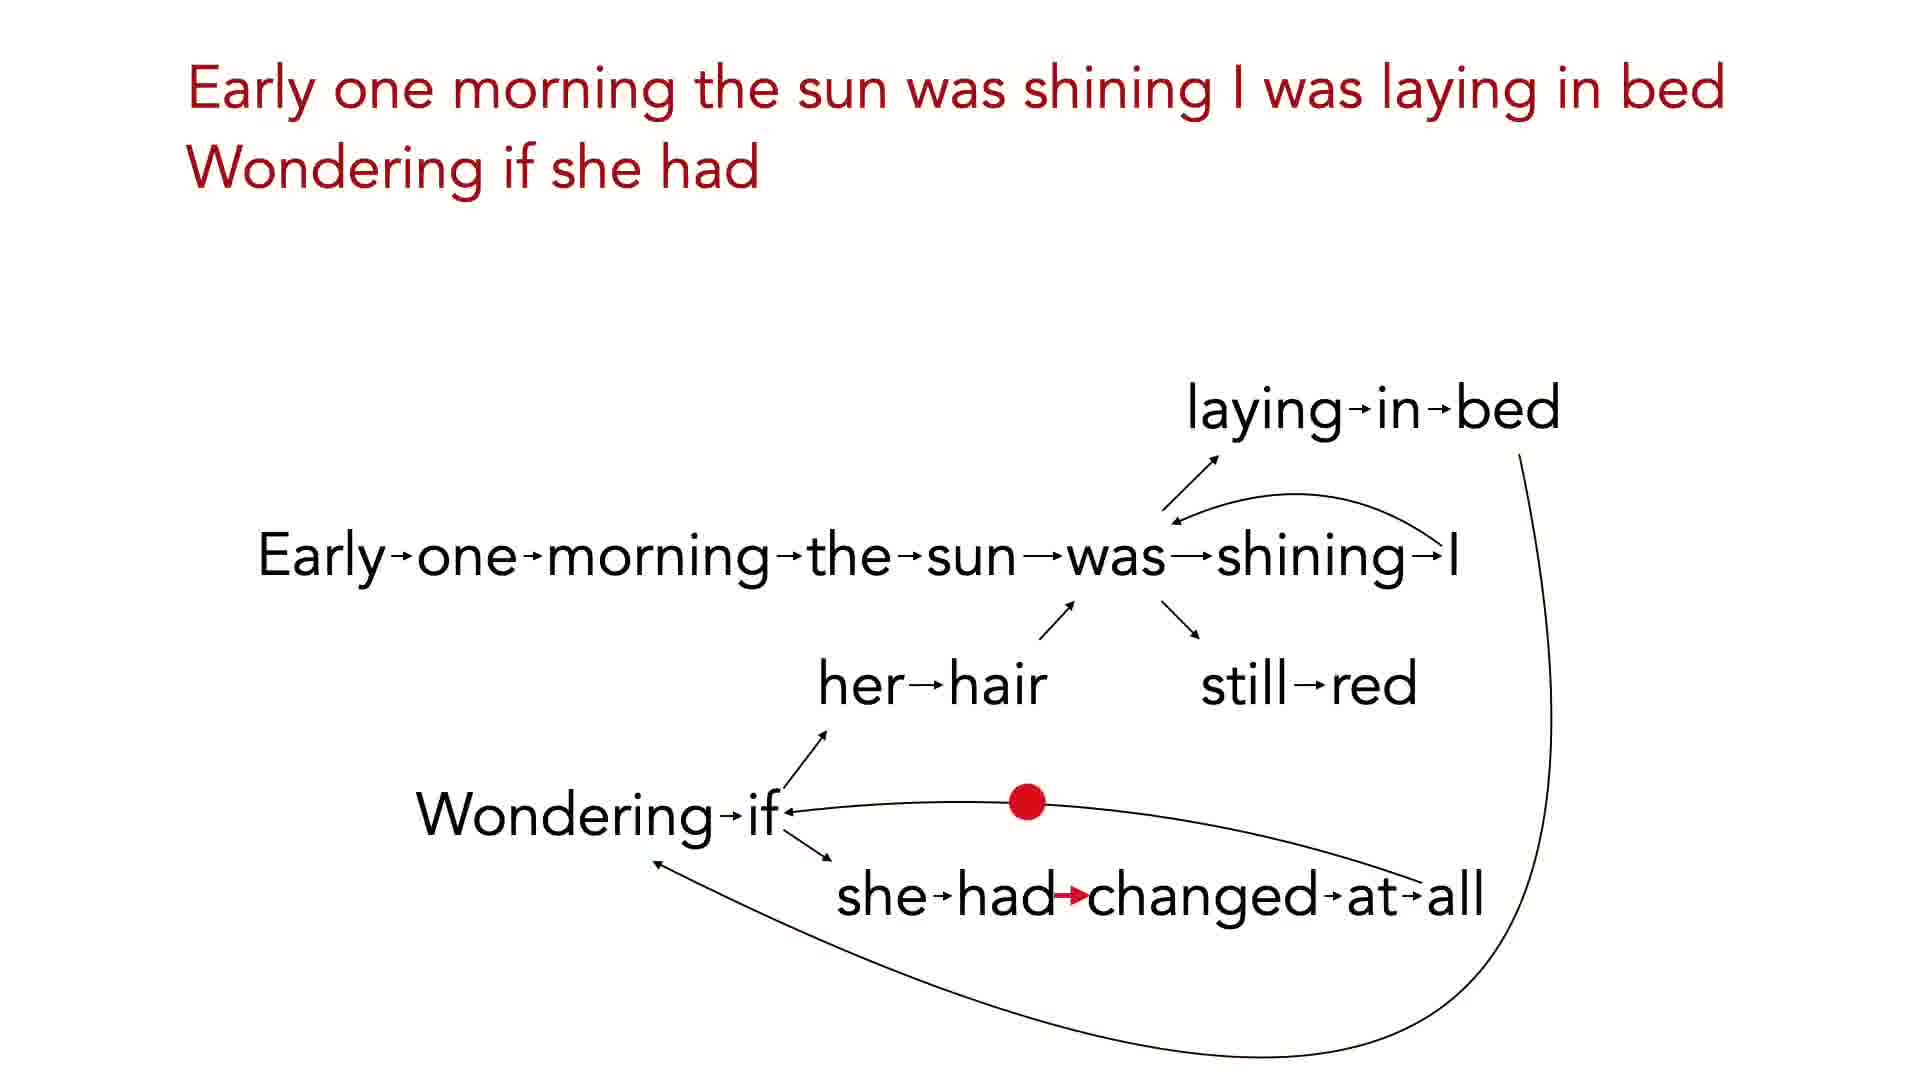 Early one morning the sun was shining I was laying in bed
Wondering if she had
laying in bed
Early one morning the sun was shining I
her hair still red
Wondering if
she had changed at all